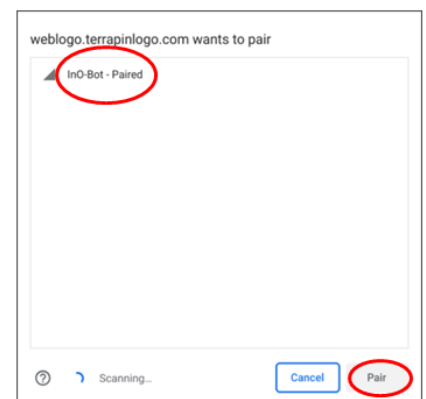 weblogo.terrapinlogo.com wants to pair
InO-Bot - Paired
Scanning...
Cancel
Pair